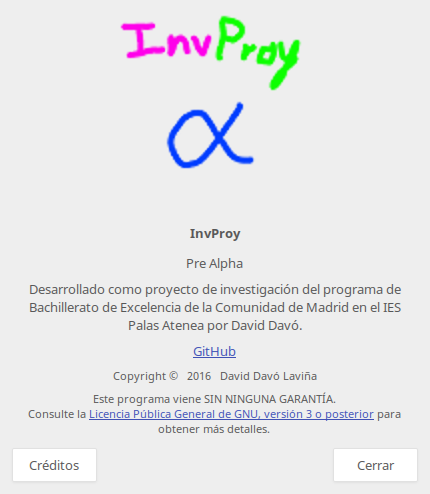 InvProy
α
InvProy
Pre Alpha
Desarrollado como proyecto de investigación del programa de
Bachillerato de Excelencia de la Comunidad de Madrid en el IES
Palas Atenea por David Davó.
GitHub
Copyright © 2016 David Davó Laviña
Este programa viene SIN NINGUNA GARANTÍA.
Consulte la Licencia Pública General de GNU, versión 3 o posterior para
obtener más detalles.
Créditos
Cerrar